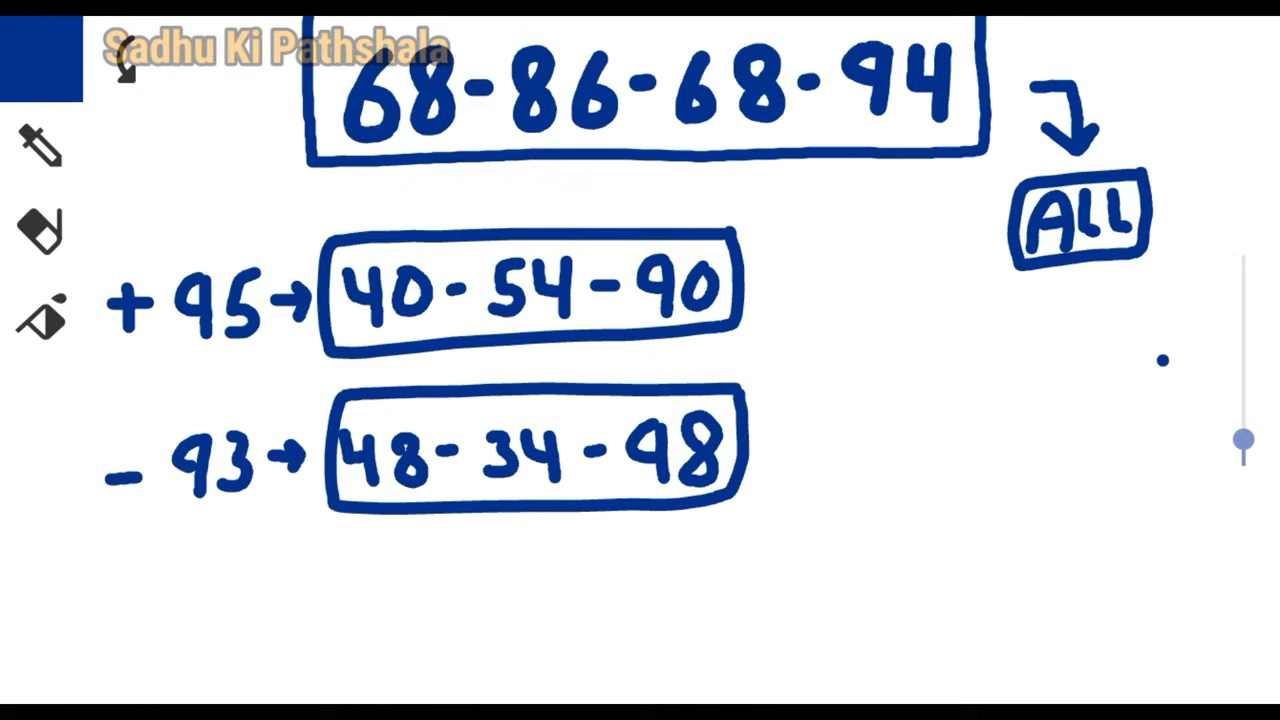 Sadhu Ki Pathshala
68-86-68-94
ALL
+ 95→ 40-54-90
- 93→ 48-34-98